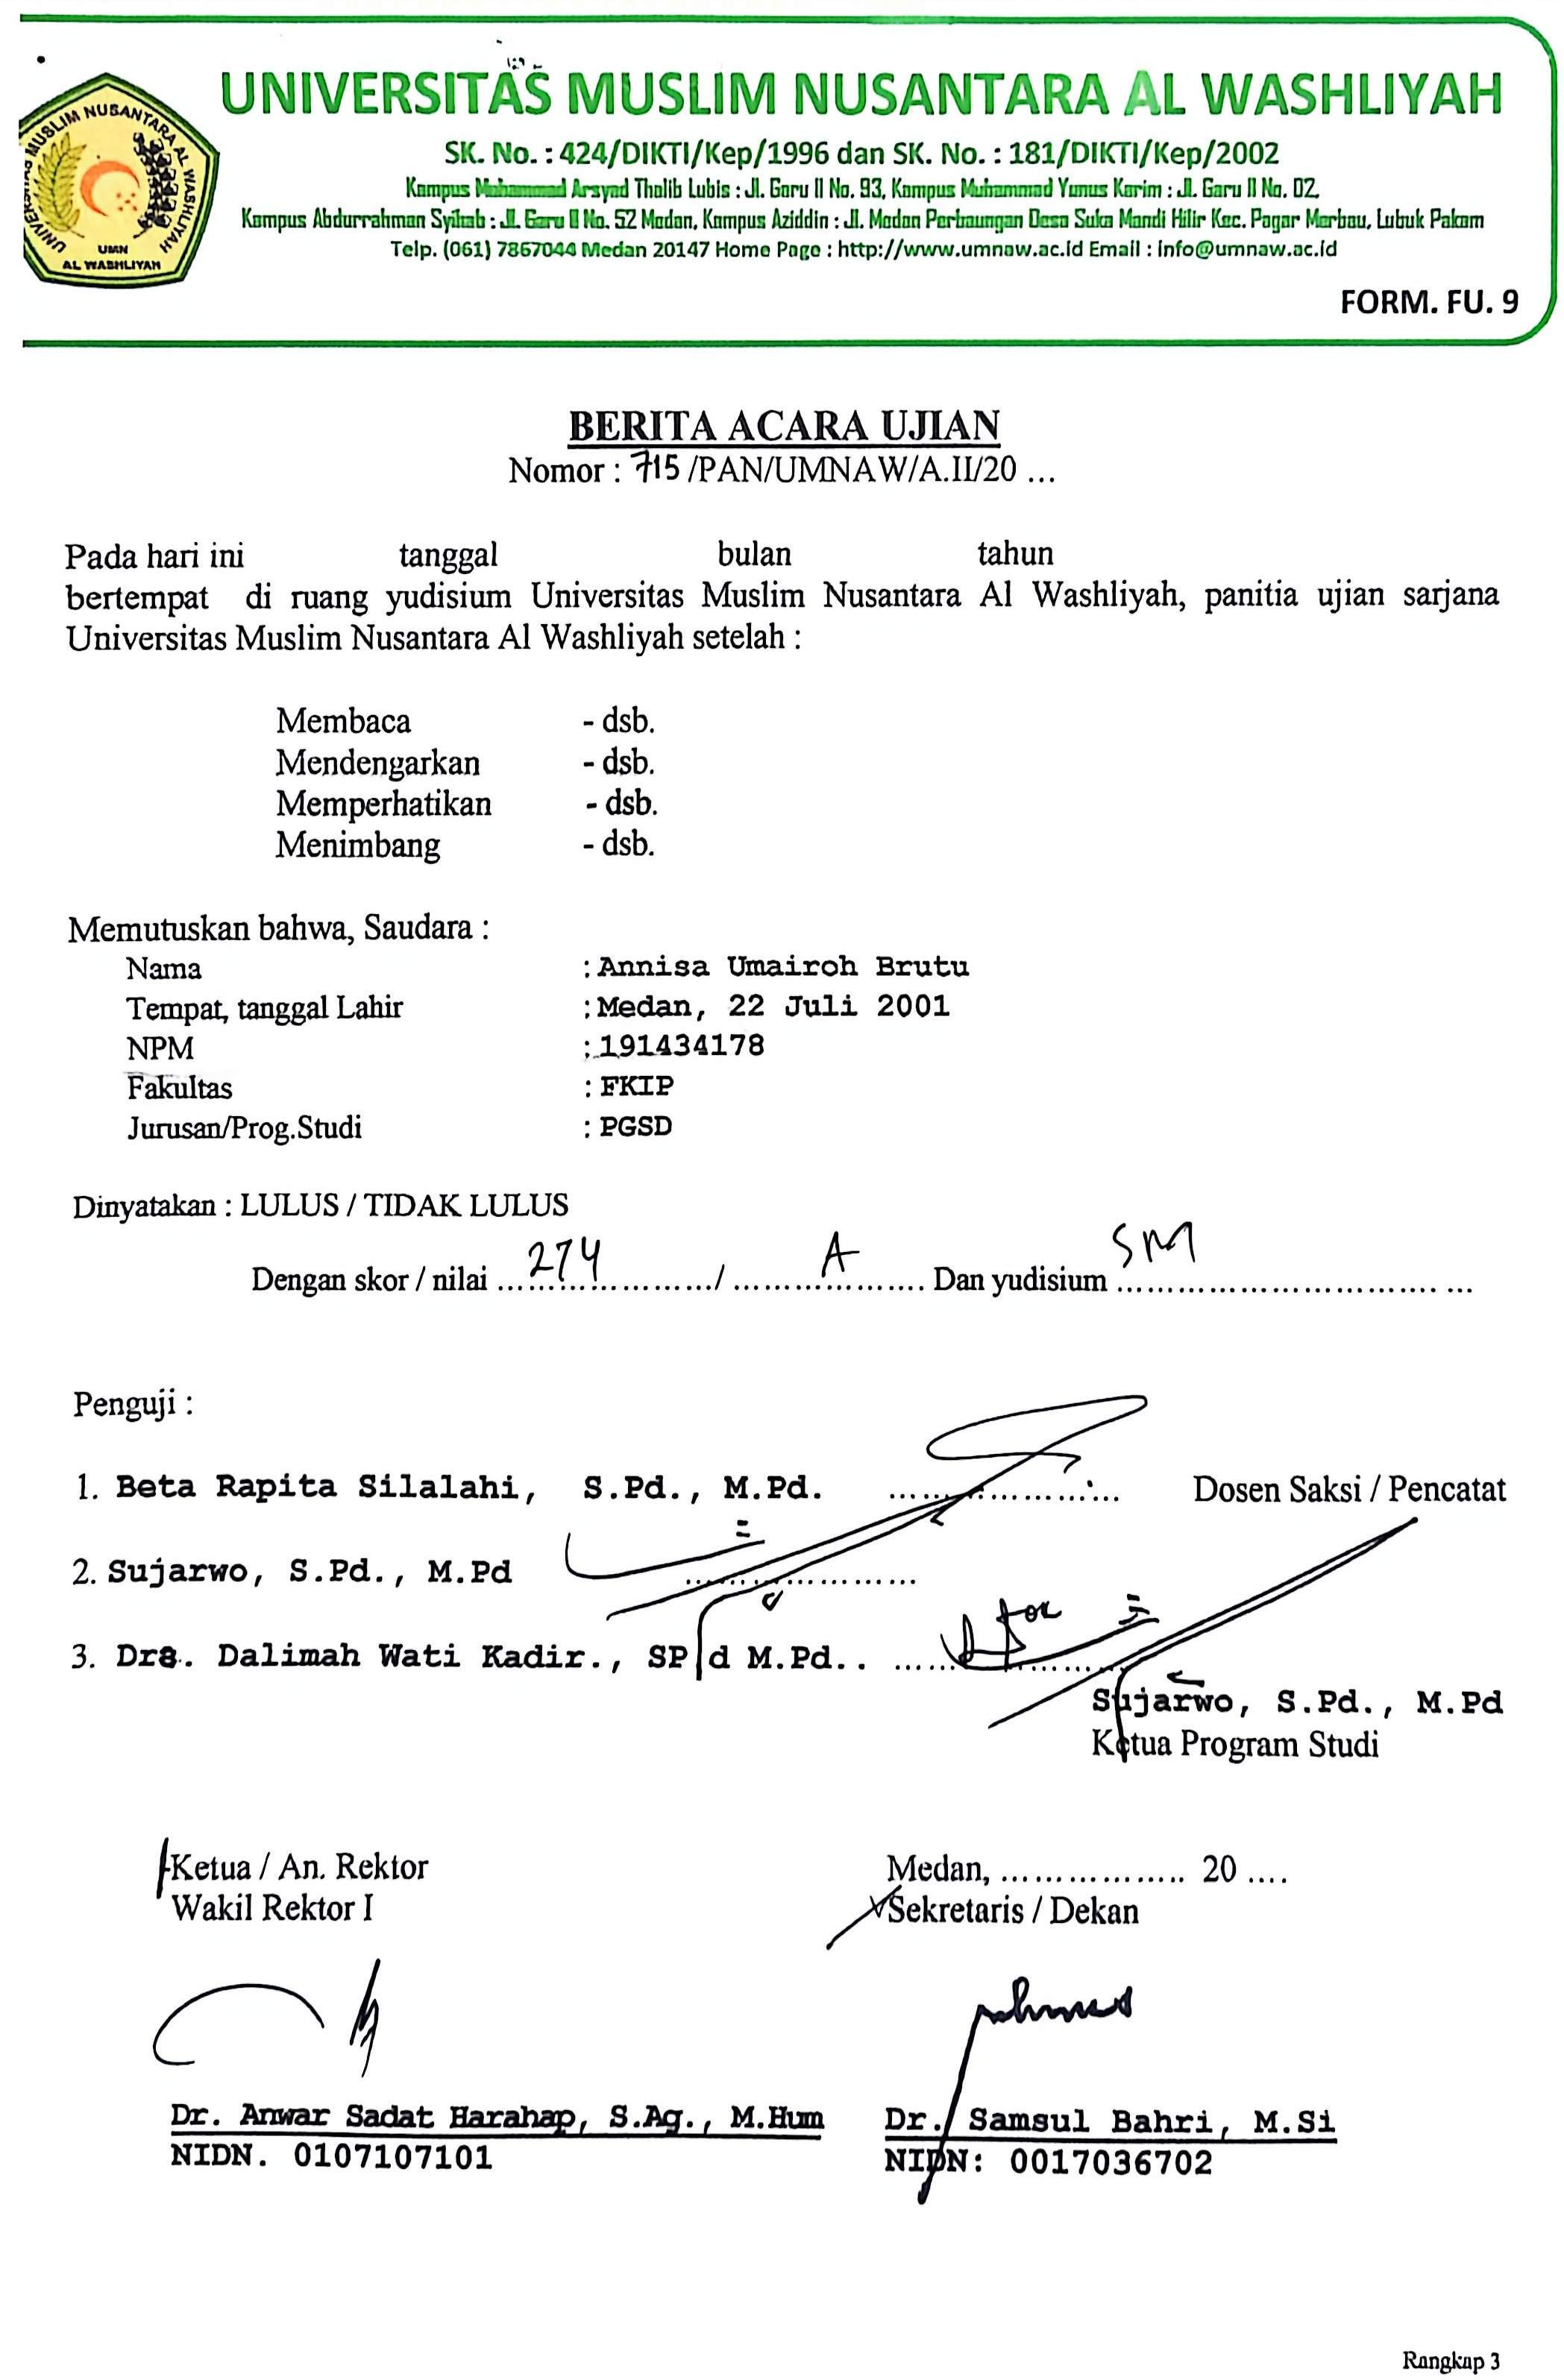 UNIVERSITAS MUSLIM NUSANTARA AL WASHLIYAH
UMN
AL WASHLIYAH
UNIVERSITAS MUSLIM NUSANTARA AL WASHLIYAH
SK. No. : 424/DIKTI/Kep/1996 dan SK. No. : 181/DIKTI/Kep/2002
Kampus Muhammad Arsyad Thalib Lubis : Jl. Garu II No. 93, Kampus Muhammad Yunus Karim : Jl. Garu II No. 02,
Kampus Abdurrahman Syihab : Jl. Garu II No. 52 Medan, Kampus Aziddin : Jl. Medan Perbaungan Desa Suka Mandi Hilir Kec. Pagar Merbau, Lubuk Pakam
Telp. (061) 7867044 Medan 20147 Home Page : http://www.umnaw.ac.id Email : info@umnaw.ac.id
FORM. FU. 9
BERITA ACARA UJIAN
Nomor : 715 /PAN/UMNAW/A.II/20 ...
Pada hari ini tanggal bulan tahun
bertempat di ruang yudisium Universitas Muslim Nusantara Al Washliyah, panitia ujian sarjana
Universitas Muslim Nusantara Al Washliyah setelah :
Membaca - dsb.
Mendengarkan - dsb.
Memperhatikan - dsb.
Menimbang - dsb.
Memutuskan bahwa, Saudara :
Nama : Annisa Umairoh Brutu
Tempat, tanggal Lahir : Medan, 22 Juli 2001
NPM : 191434178
Fakultas : FKIP
Jurusan/Prog.Studi : PGSD
Dinyatakan : LULUS / TIDAK LULUS
Dengan skor / nilai ...274.../ ...A... Dan yudisium ...SM...
Penguji :
1. Beta Rapita Silalahi, S.Pd., M.Pd. ........................ Dosen Saksi / Pencatat
2. Sujarwo, S.Pd., M.Pd ........................
3. Dra. Dalimah Wati Kadir., SPd M.Pd.. ........................
Sujarwo, S.Pd., M.Pd
Ketua Program Studi
Ketua / An. Rektor Medan, .................. 20 ....
Wakil Rektor I Sekretaris / Dekan
Dr. Anwar Sadat Harahap, S.Ag., M.Hum Dr. Samsul Bahri, M.Si
NIDN. 0107107101 NIDN: 0017036702
Rangkap 3